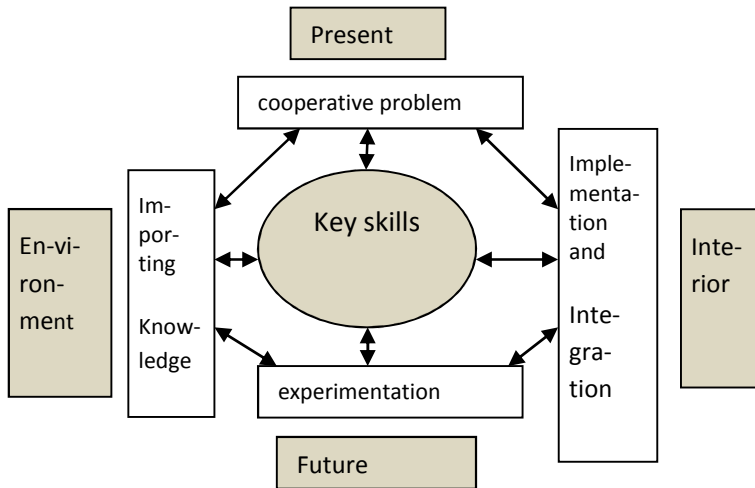 Present
cooperative problem
Imple-
menta-
tion and
Inte-
gra-
tion
Im-
por-
ting
Know-
ledge
Key skills
En-vi-
ron-
ment
Inte-
rior
experimentation
Future